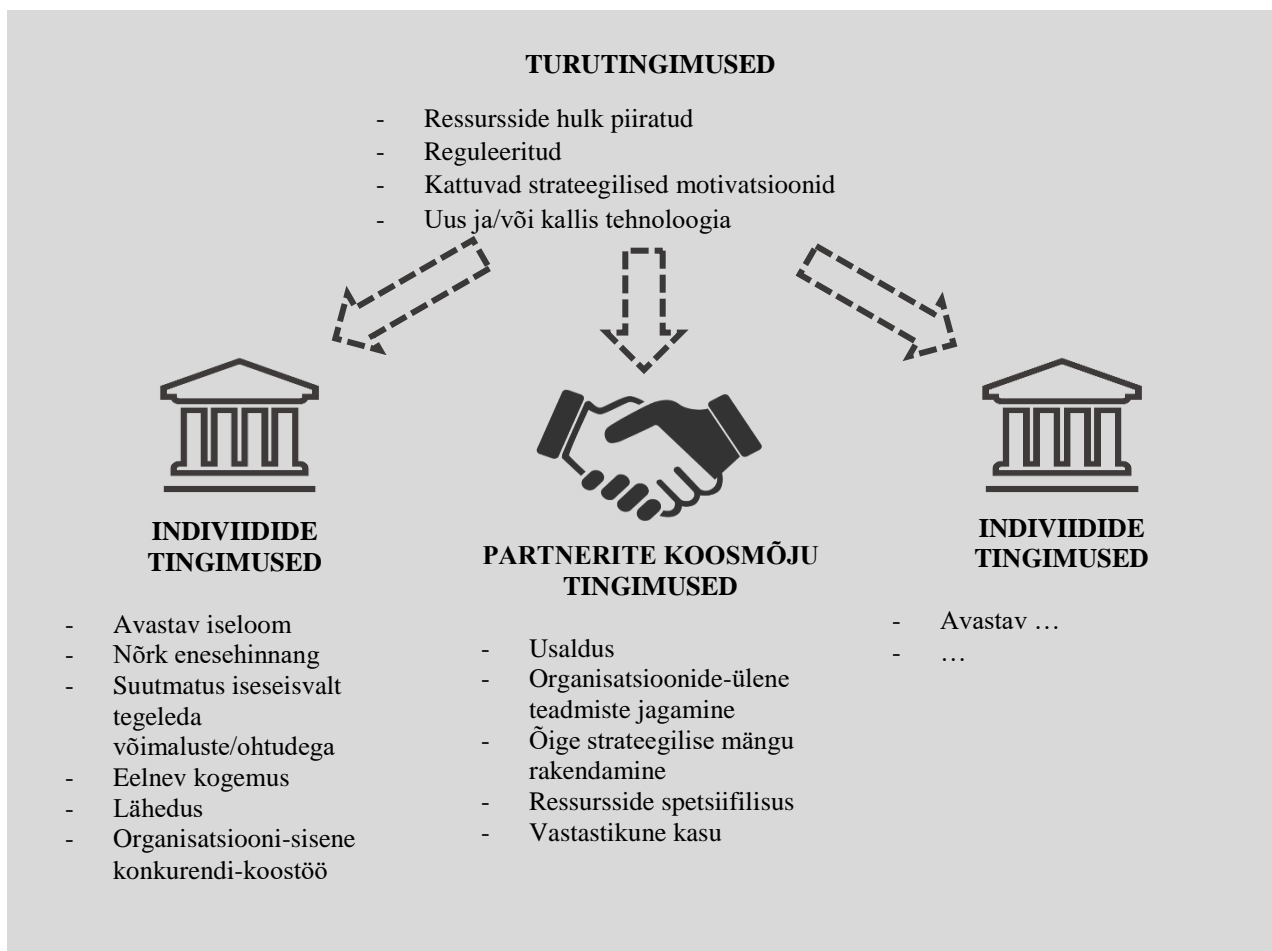 TURUTINGIMUSED
- Ressursside hulk piiratud
- Reguleeritud
- Kattuvad strateegilised motivatsioonid
- Uus ja/või kallis tehnoloogia
INDIVIIDIDE
TINGIMUSED
- Avastav iseloom
- Nõrk enesehinnang
- Suutmatus iseseisvalt
tegeleda
võimaluste/ohtudega
- Eelnev kogemus
- Lähedus
- Organisatsiooni-sisene
konkurendi-koostöö
PARTNERITE KOOSMÕJU
TINGIMUSED
- Usaldus
- Organisatsioonide-ülene
teadmiste jagamine
- Õige strateegilise mängu
rakendamine
- Ressursside spetsiifilisus
- Vastastikune kasu
INDIVIIDIDE
TINGIMUSED
- Avastav …
- …